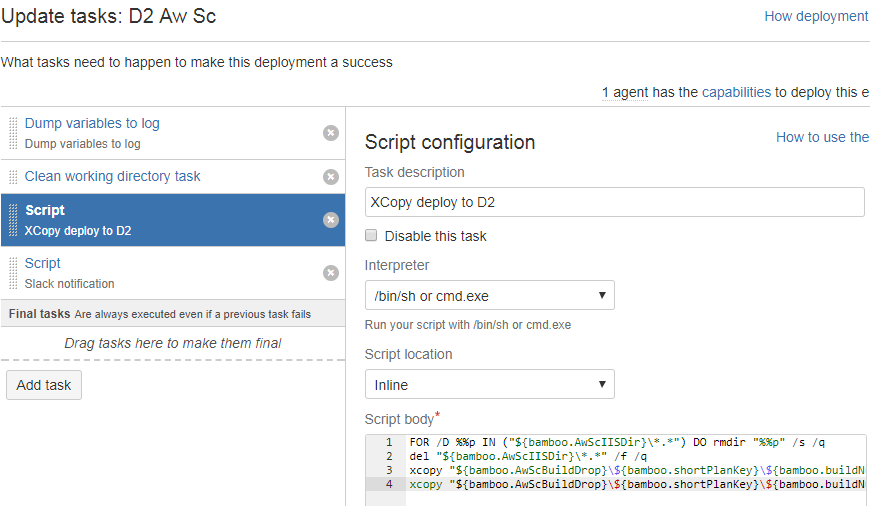 Update tasks: D2 Aw Sc
How deployment
What tasks need to happen to make this deployment a success
1 agent has the capabilities to deploy this e
Dump variables to log
Dump variables to log
Clean working directory task
Script
XCopy deploy to D2
Script
Slack notification
Final tasks Are always executed even if a previous task fails
Drag tasks here to make them final
Add task
Script configuration
How to use the
Task description
XCopy deploy to D2
Disable this task
Interpreter
/bin/sh or cmd.exe
Run your script with /bin/sh or cmd.exe
Script location
Inline
Script body*
1 FOR /D %%p IN ("${bamboo.AwScIISDir}\*.*") DO rmdir "%%p" /s /q
2 del "${bamboo.AwScIISDir}\*.*" /f /q
3 xcopy "${bamboo.AwScBuildDrop}\${bamboo.shortPlanKey}\${bamboo.buildN
4 xcopy "${bamboo.AwScBuildDrop}\${bamboo.shortPlanKey}\${bamboo.buildN